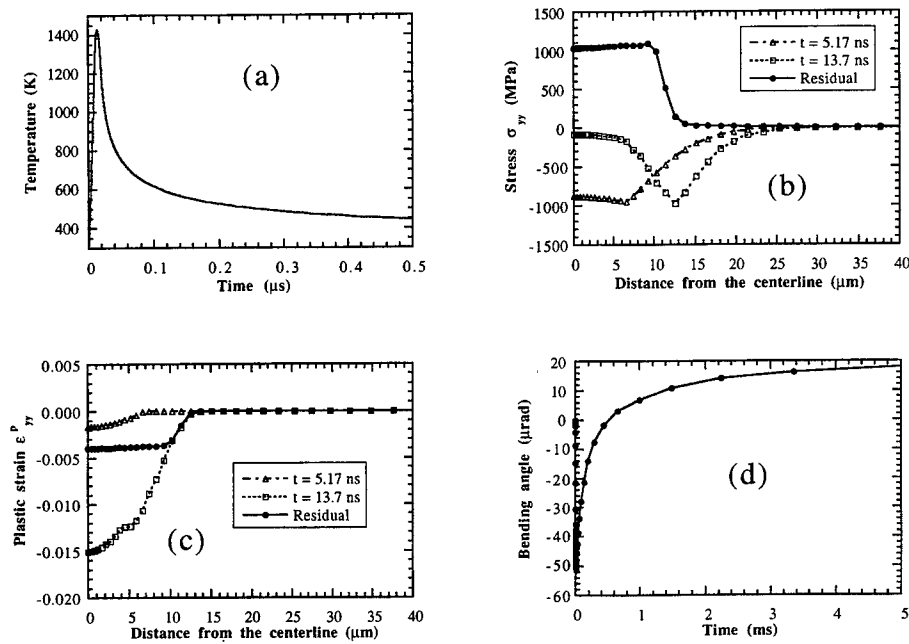 1400
1200
1000
800
600
400
Temperature (K)
(a)
0 0.1 0.2 0.3 0.4 0.5
Time (μs)
1500
1000
500
0
-500
-1000
-1500
Stress σyy (MPa)
t = 5.17 ns
t = 13.7 ns
Residual
(b)
0 5 10 15 20 25 30 35 40
Distance from the centerline (μm)
0.005
0.000
-0.005
-0.010
-0.015
-0.020
Plastic strain εᵖyy
t = 5.17 ns
t = 13.7 ns
Residual
(c)
0 5 10 15 20 25 30 35 40
Distance from the centerline (μm)
20
10
0
-10
-20
-30
-40
-50
-60
Bending angle (μrad)
(d)
0 1 2 3 4 5
Time (ms)